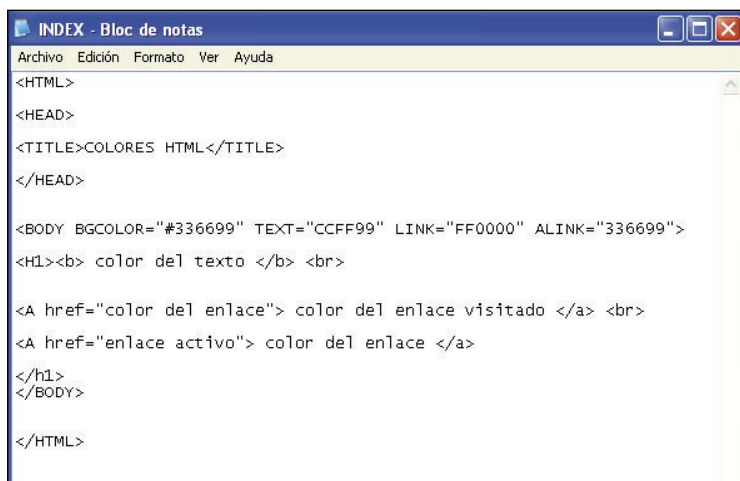 INDEX - Bloc de notas
Archivo Edición Formato Ver Ayuda
<HTML>
<HEAD>
<TITLE>COLORES HTML</TITLE>
</HEAD>
<BODY BGCOLOR="#336699" TEXT="CCFF99" LINK="FF0000" ALINK="336699">
<H1><b> color del texto </b> <br>
<A href="color del enlace"> color del enlace visitado </a> <br>
<A href="enlace activo"> color del enlace </a>
</h1>
</BODY>
</HTML>